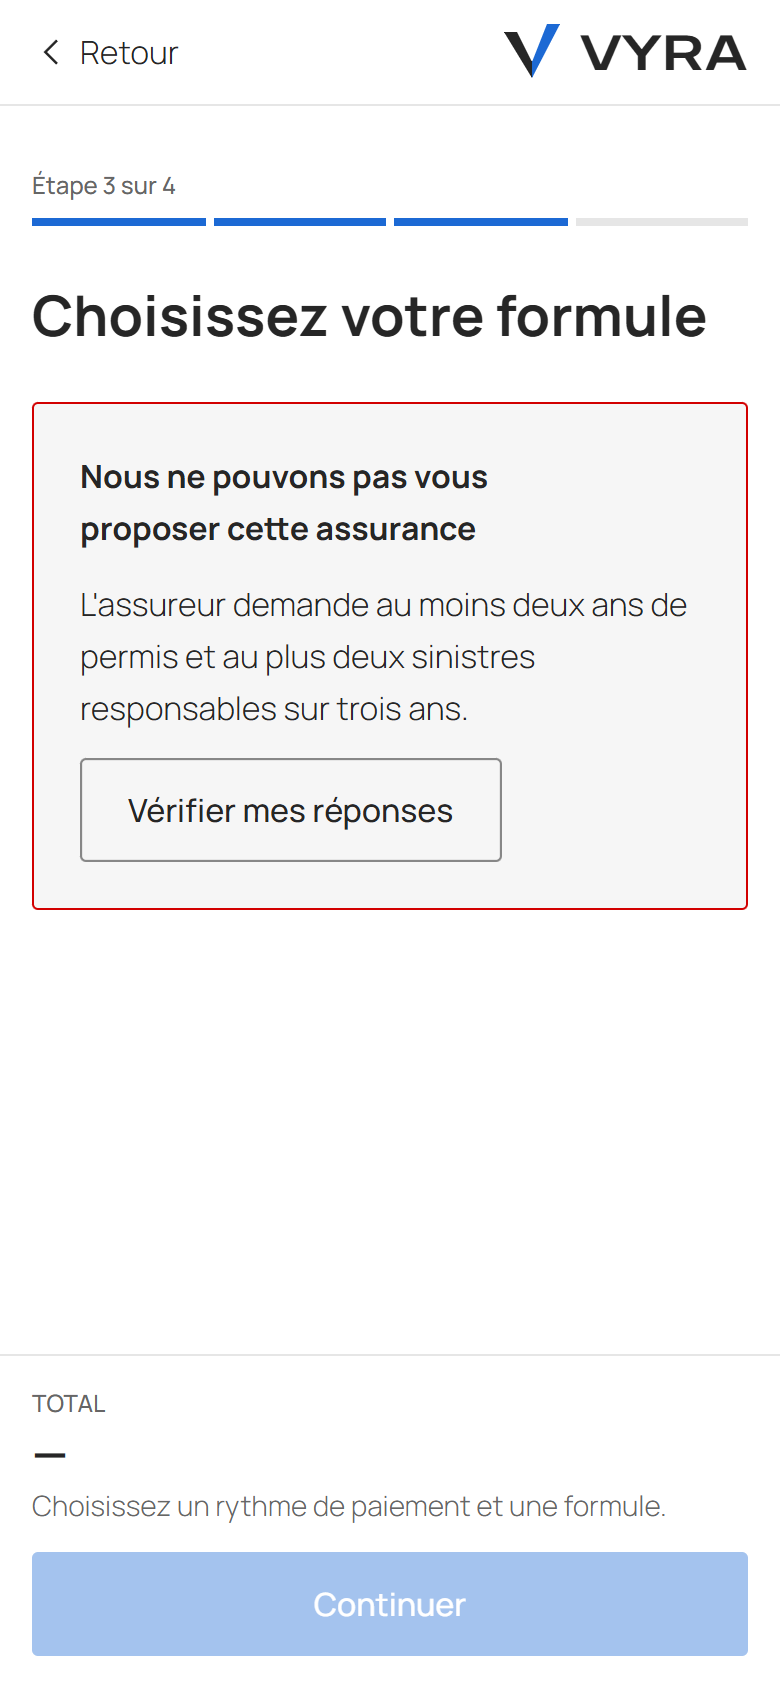 Retour
VYRA
Étape 3 sur 4
Choisissez votre formule
Nous ne pouvons pas vous
proposer cette assurance
L'assureur demande au moins deux ans de
permis et au plus deux sinistres
responsables sur trois ans.
Vérifier mes réponses
TOTAL
—
Choisissez un rythme de paiement et une formule.
Continuer